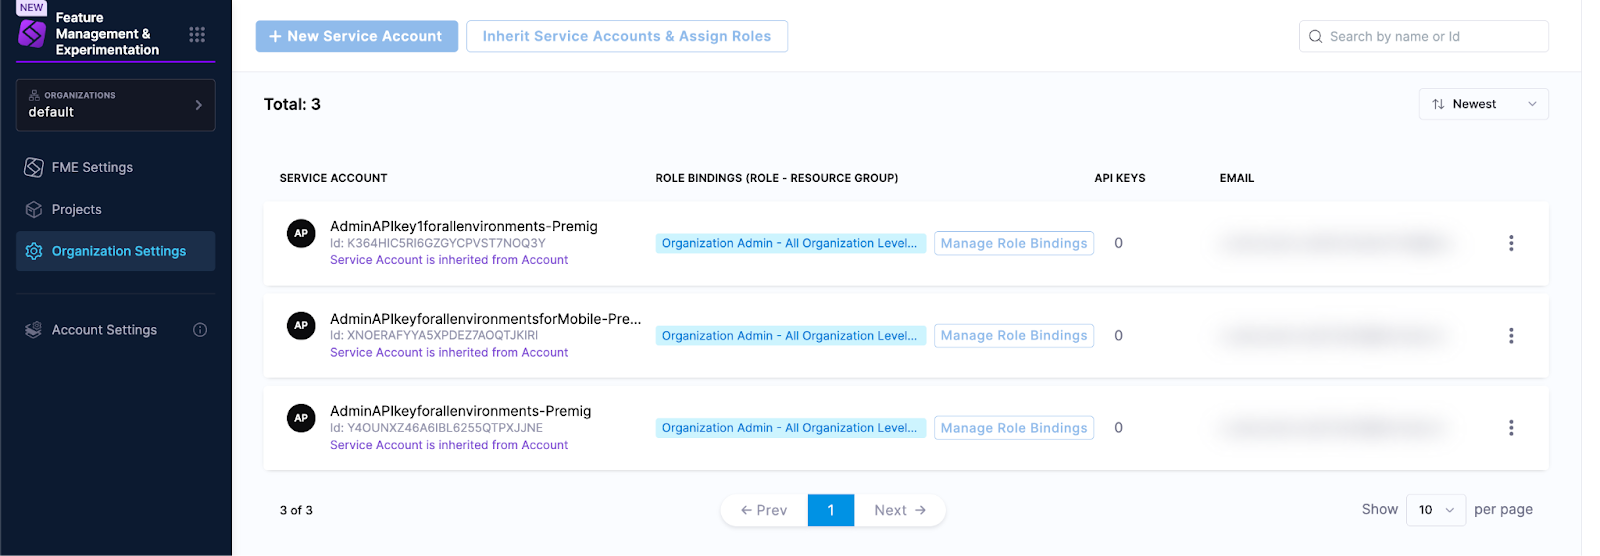 NEW
Feature
Management &
Experimentation
ORGANIZATIONS
default
FME Settings
Projects
Organization Settings
Account Settings
+ New Service Account
Inherit Service Accounts & Assign Roles
Search by name or Id
Total: 3
Newest
SERVICE ACCOUNT ROLE BINDINGS (ROLE - RESOURCE GROUP) API KEYS EMAIL
AP
AdminAPIkey1forallenvironments-Premig
Id: K364HIC5RI6GZGYCPVST7NOQ3Y
Service Account is inherited from Account
Organization Admin - All Organization Level... Manage Role Bindings 0
AP
AdminAPIkeyforallenvironmentsforMobile-Pre...
Id: XNOERAFYYA5XPDEZ7AOQTJKIRI
Service Account is inherited from Account
Organization Admin - All Organization Level... Manage Role Bindings 0
AP
AdminAPIkeyforallenvironments-Premig
Id: Y4OUNXZ46A6IBL6255QTPXJJNE
Service Account is inherited from Account
Organization Admin - All Organization Level... Manage Role Bindings 0
3 of 3
← Prev 1 Next →
Show 10 per page